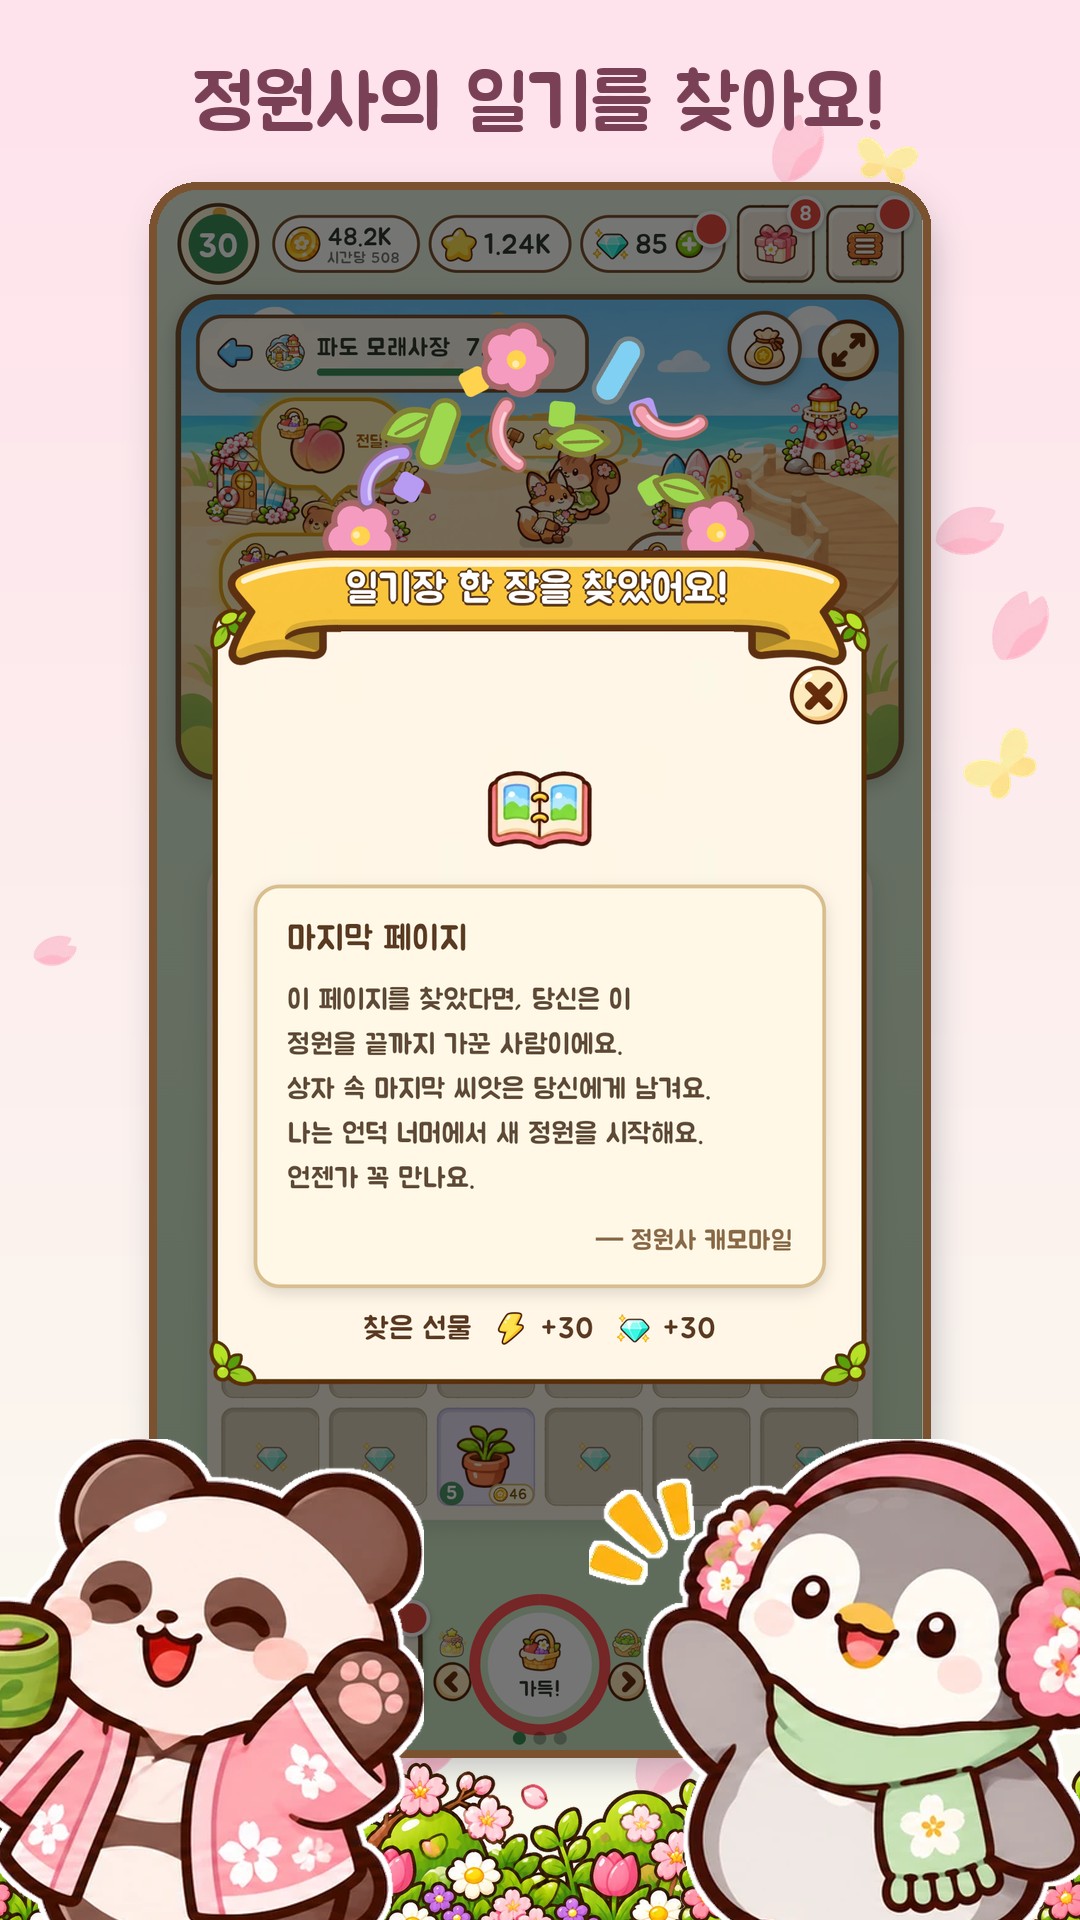 정원사의 일기를 찾아요!
30
48.2K
시간당 508
1.24K
85
8
파도 모래사장
전달!
일기장 한 장을 찾았어요!
마지막 페이지
이 페이지를 찾았다면, 당신은 이
정원을 끝까지 가꾼 사람이에요.
상자 속 마지막 씨앗은 당신에게 남겨요.
나는 언덕 너머에서 새 정원을 시작해요.
언젠가 꼭 만나요.
— 정원사 캐모마일
찾은 선물 +30 +30
5
46
가득!